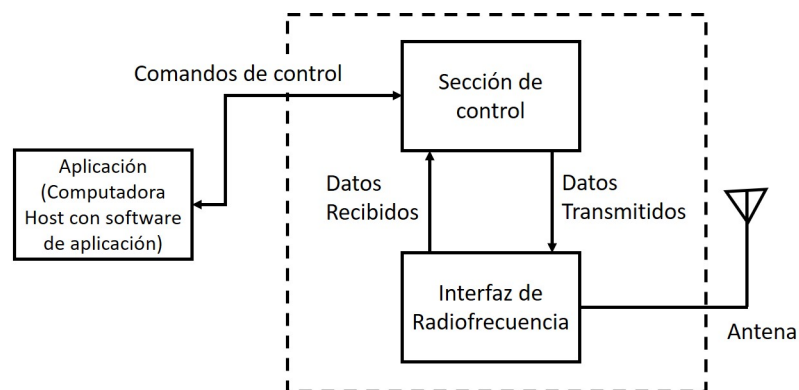 Comandos de control
Sección de
control
Aplicación
(Computadora
Host con software
de aplicación)
Datos
Recibidos
Datos
Transmitidos
Interfaz de
Radiofrecuencia
Antena